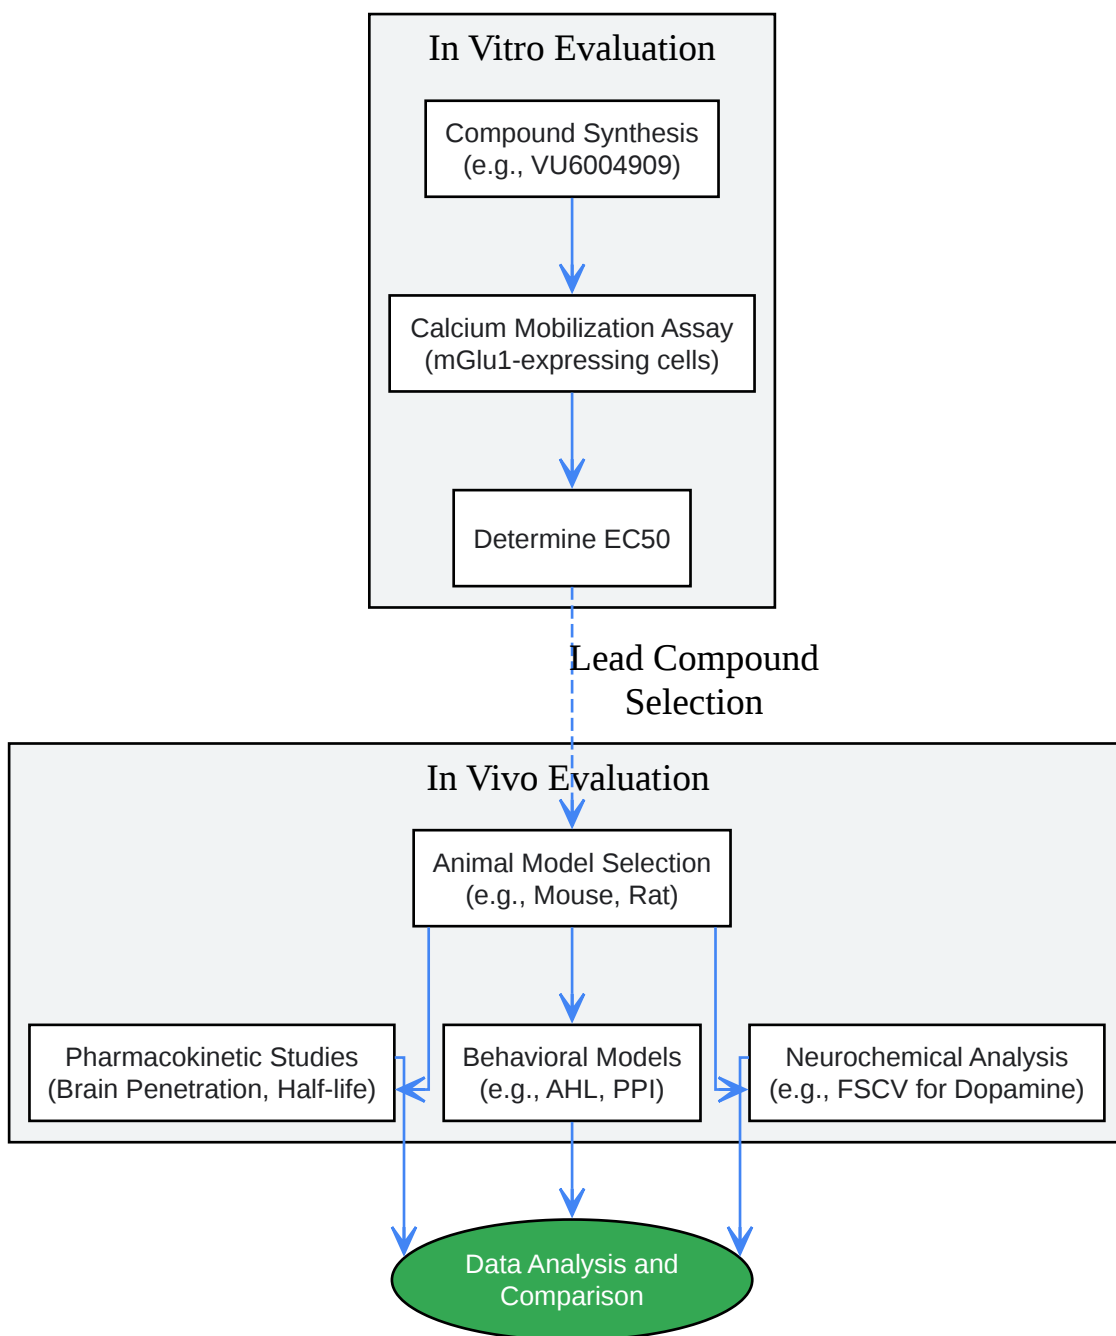 In Vitro Evaluation
Compound Synthesis
(e.g., VU6004909)
Calcium Mobilization Assay
(mGlu1-expressing cells)
Determine EC50
Lead Compound
Selection
In Vivo Evaluation
Animal Model Selection
(e.g., Mouse, Rat)
Pharmacokinetic Studies
(Brain Penetration, Half-life)
Behavioral Models
(e.g., AHL, PPI)
Neurochemical Analysis
(e.g., FSCV for Dopamine)
Data Analysis and
Comparison